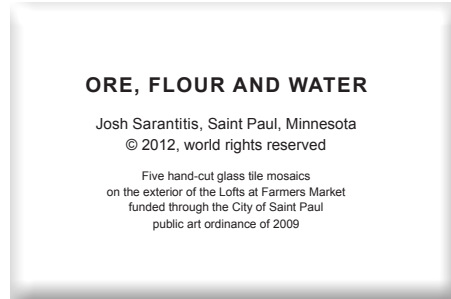 ORE, FLOUR AND WATER
Josh Sarantitis, Saint Paul, Minnesota
© 2012, world rights reserved
Five hand-cut glass tile mosaics
on the exterior of the Lofts at Farmers Market
funded through the City of Saint Paul
public art ordinance of 2009